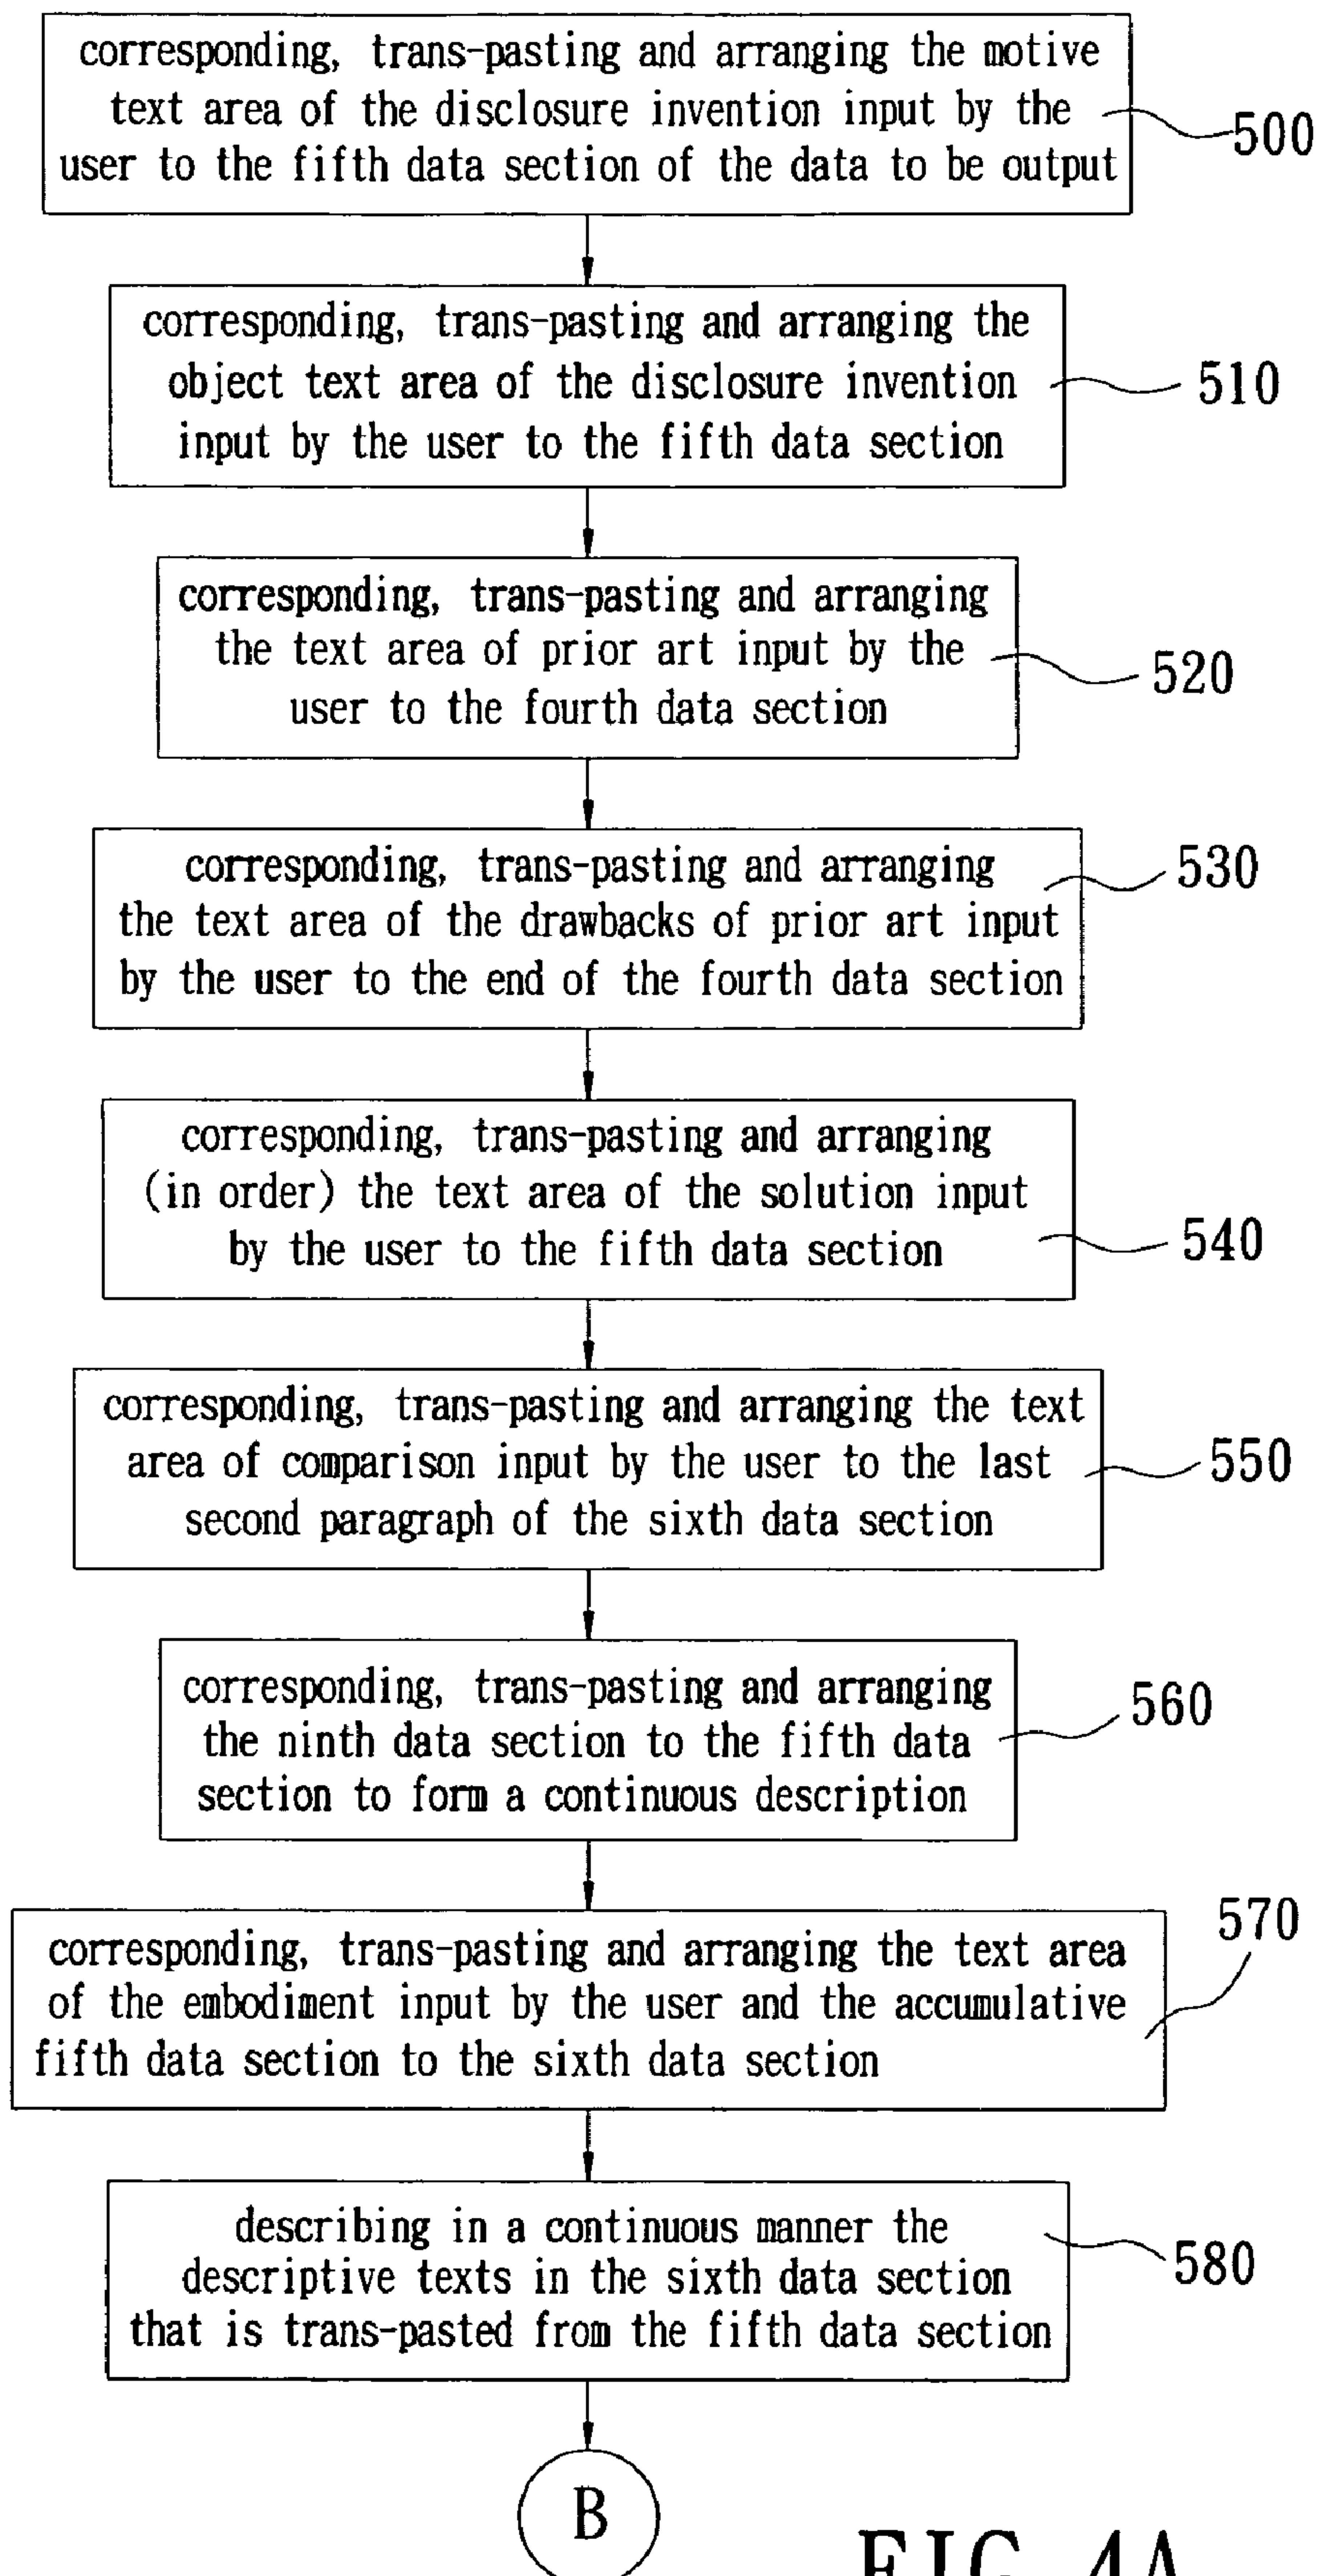 corresponding, trans-pasting and arranging the motive
text area of the disclosure invention input by the
user to the fifth data section of the data to be output
500
corresponding, trans-pasting and arranging the
object text area of the disclosure invention
input by the user to the fifth data section
510
corresponding, trans-pasting and arranging
the text area of prior art input by the
user to the fourth data section
520
corresponding, trans-pasting and arranging
the text area of the drawbacks of prior art input
by the user to the end of the fourth data section
530
corresponding, trans-pasting and arranging
(in order) the text area of the solution input
by the user to the fifth data section
540
corresponding, trans-pasting and arranging the text
area of comparison input by the user to the last
second paragraph of the sixth data section
550
corresponding, trans-pasting and arranging
the ninth data section to the fifth data
section to form a continuous description
560
corresponding, trans-pasting and arranging the text area
of the embodiment input by the user and the accumulative
fifth data section to the sixth data section
570
describing in a continuous manner the
descriptive texts in the sixth data section
that is trans-pasted from the fifth data section
580
B
FIG. 4A